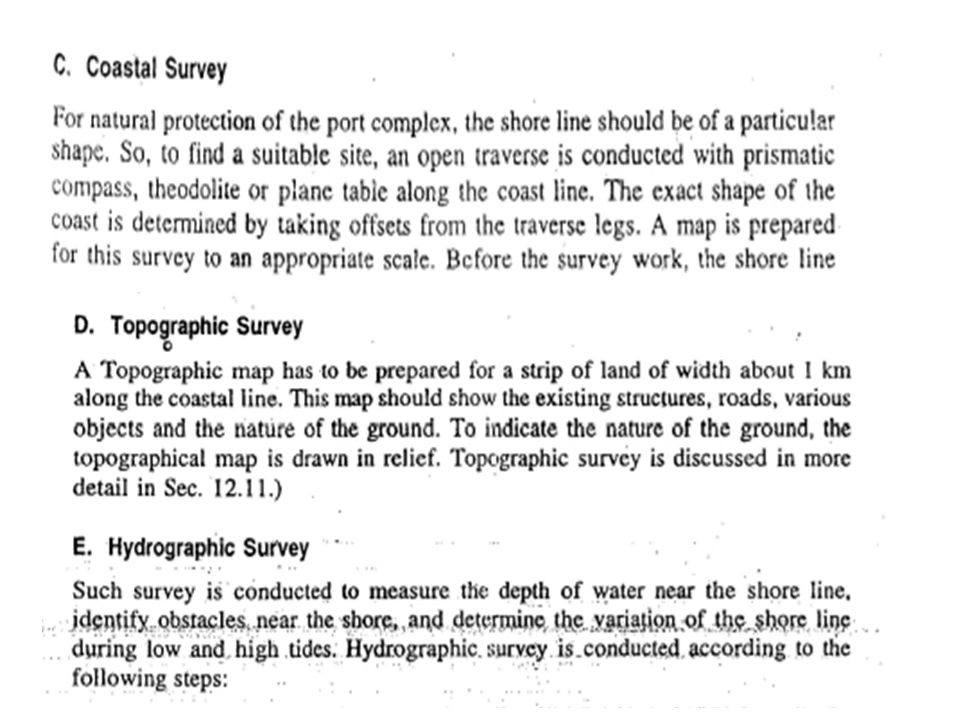 C. Coastal Survey
For natural protection of the port complex, the shore line should be of a particular
shape. So, to find a suitable site, an open traverse is conducted with prismatic
compass, theodolite or plane table along the coast line. The exact shape of the
coast is determined by taking offsets from the traverse legs. A map is prepared
for this survey to an appropriate scale. Before the survey work, the shore line
D. Topographic Survey
A Topographic map has to be prepared for a strip of land of width about 1 km
along the coastal line. This map should show the existing structures, roads, various
objects and the nature of the ground. To indicate the nature of the ground, the
topographical map is drawn in relief. Topographic survey is discussed in more
detail in Sec. 12.11.)
E. Hydrographic Survey
Such survey is conducted to measure the depth of water near the shore line,
identify obstacles near the shore, and determine the variation of the shore line
during low and high tides. Hydrographic survey is conducted according to the
following steps: